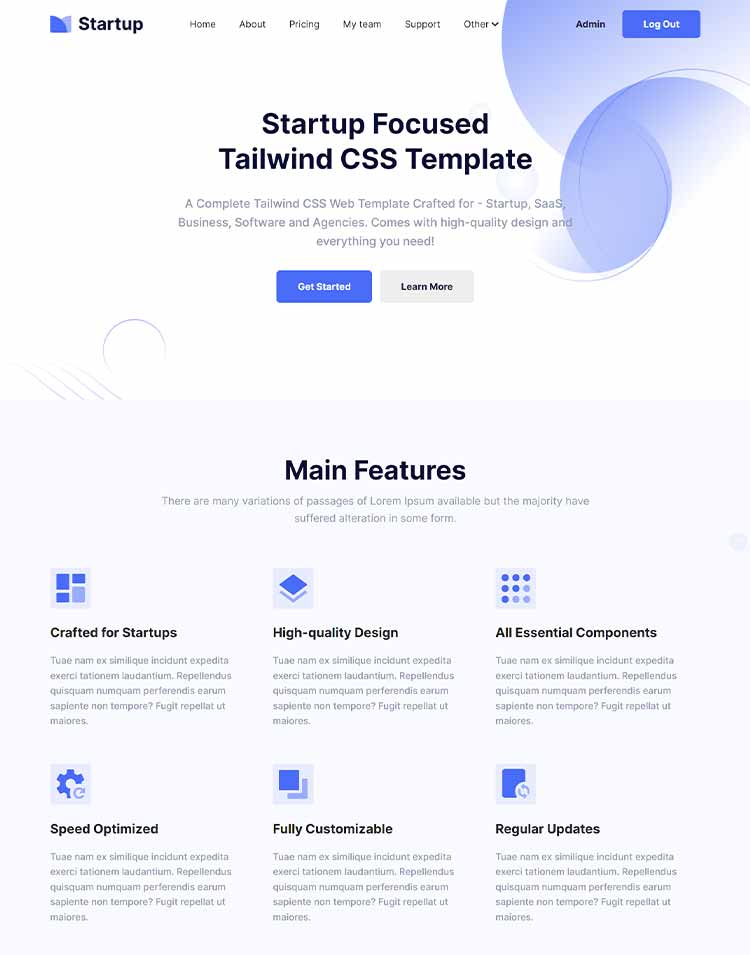 Startup
Home About Pricing My team Support Other Admin Log Out
Startup Focused
Tailwind CSS Template
A Complete Tailwind CSS Web Template Crafted for - Startup, SaaS,
Business, Software and Agencies. Comes with high-quality design and
everything you need!
Get Started Learn More
Main Features
There are many variations of passages of Lorem Ipsum available but the majority have
suffered alteration in some form.
Crafted for Startups
Tuae nam ex similique incidunt expedita
exerci tationem laudantium. Repellendus
quisquam numquam perferendis earum
sapiente non tempore? Fugit repellat ut
maiores.
High-quality Design
Tuae nam ex similique incidunt expedita
exerci tationem laudantium. Repellendus
quisquam numquam perferendis earum
sapiente non tempore? Fugit repellat ut
maiores.
All Essential Components
Tuae nam ex similique incidunt expedita
exerci tationem laudantium. Repellendus
quisquam numquam perferendis earum
sapiente non tempore? Fugit repellat ut
maiores.
Speed Optimized
Tuae nam ex similique incidunt expedita
exerci tationem laudantium. Repellendus
quisquam numquam perferendis earum
sapiente non tempore? Fugit repellat ut
maiores.
Fully Customizable
Tuae nam ex similique incidunt expedita
exerci tationem laudantium. Repellendus
quisquam numquam perferendis earum
sapiente non tempore? Fugit repellat ut
maiores.
Regular Updates
Tuae nam ex similique incidunt expedita
exerci tationem laudantium. Repellendus
quisquam numquam perferendis earum
sapiente non tempore? Fugit repellat ut
maiores.